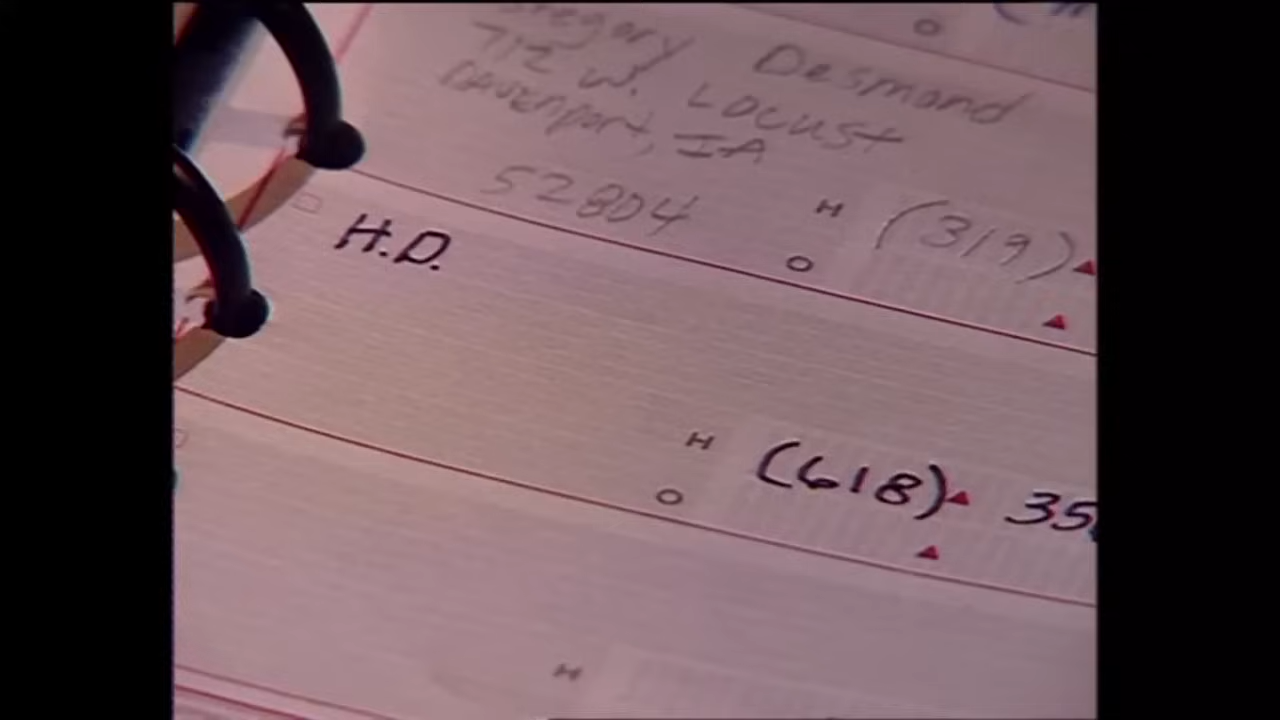 Desmond
712 W. Locust
Davenport, IA
52804
H (319)
O
H.D.
H (618) 35
O
H